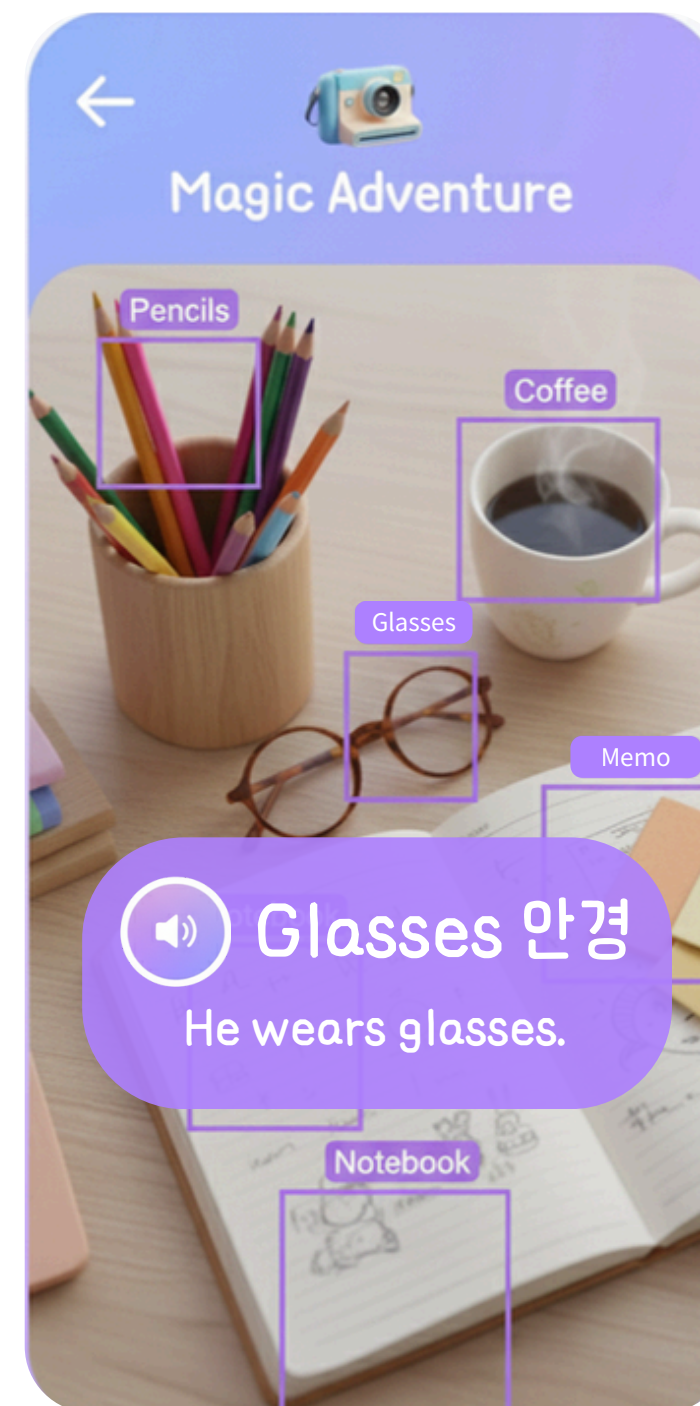 Magic Adventure
Pencils
Coffee
Glasses
Memo
Glasses 안경
He wears glasses.
Notebook